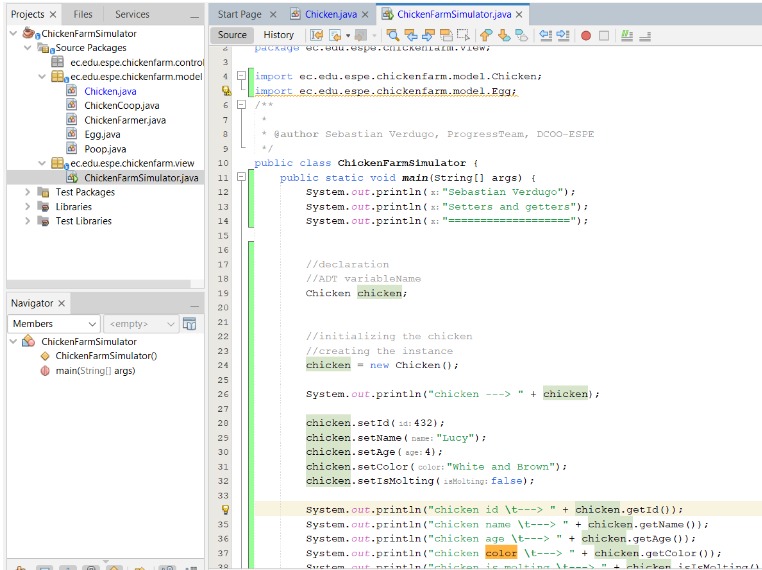 Projects × Files Services
ChickenFarmSimulator
Source Packages
ec.edu.espe.chickenfarm.control
ec.edu.espe.chickenfarm.model
Chicken.java
ChickenCoop.java
ChickenFarmer.java
Egg.java
Poop.java
ec.edu.espe.chickenfarm.view
ChickenFarmSimulator.java
Test Packages
Libraries
Test Libraries
Navigator ×
Members <empty>
ChickenFarmSimulator
ChickenFarmSimulator()
main(String[] args)
Start Page × Chicken.java × ChickenFarmSimulator.java ×
Source History
2 package ec.edu.espe.chickenfarm.view;
3
4 import ec.edu.espe.chickenfarm.model.Chicken;
import ec.edu.espe.chickenfarm.model.Egg;
6 /**
7 *
8 * @author Sebastian Verdugo, ProgressTeam, DCOO-ESPE
9 */
10 public class ChickenFarmSimulator {
11 public static void main(String[] args) {
12 System.out.println(x:"Sebastian Verdugo");
13 System.out.println(x:"Setters and getters");
14 System.out.println(x:"===================");
15
16
17 //declaration
18 //ADT variableName
19 Chicken chicken;
20
21
22 //initializing the chicken
23 //creating the instance
24 chicken = new Chicken();
25
26 System.out.println("chicken ---> " + chicken);
27
28 chicken.setId(id:432);
29 chicken.setName(name:"Lucy");
30 chicken.setAge(age:4);
31 chicken.setColor(color:"White and Brown");
32 chicken.setIsMolting(isMolting:false);
33
System.out.println("chicken id \t---> " + chicken.getId());
35 System.out.println("chicken name \t---> " + chicken.getName());
36 System.out.println("chicken age \t---> " + chicken.getAge());
37 System.out.println("chicken color \t---> " + chicken.getColor());
38 System.out.println("chicken is molting \t---> " + chicken.isIsMolting()